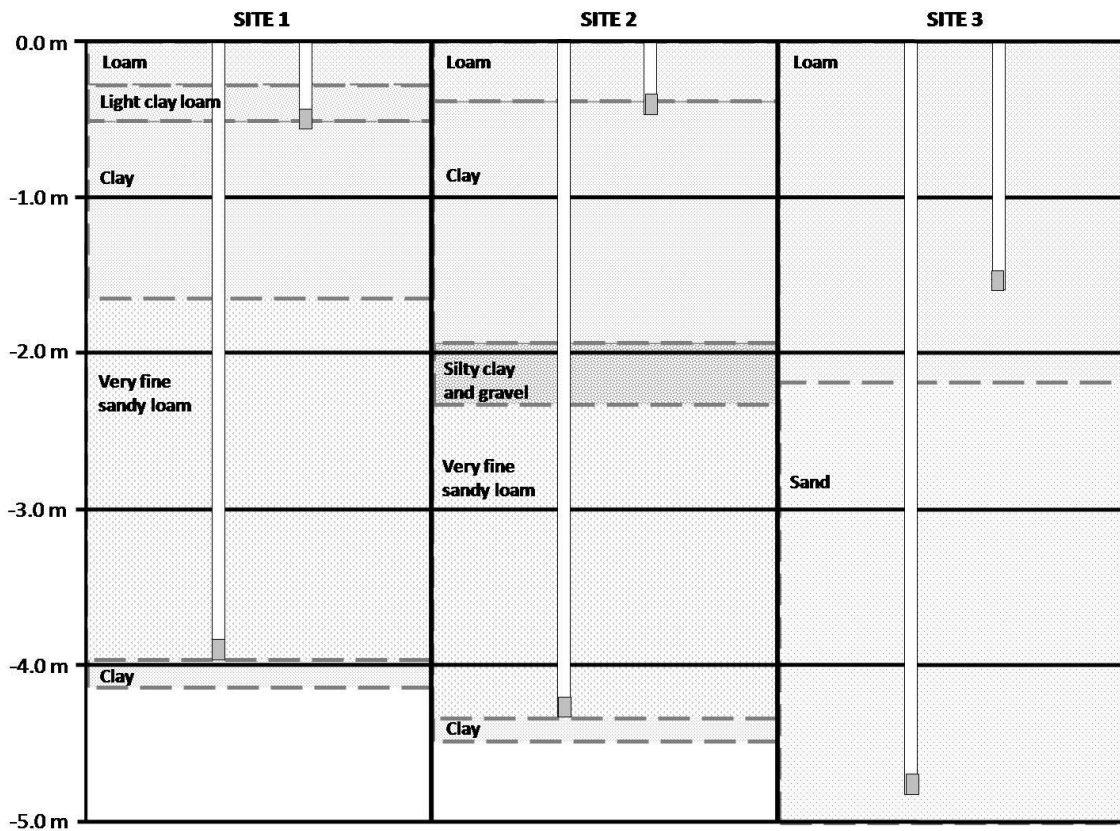 SITE 1
SITE 2
SITE 3
0.0 m
-1.0 m
-2.0 m
-3.0 m
-4.0 m
-5.0 m
Loam
Light clay loam
Clay
Very fine
sandy loam
Clay
Loam
Clay
Silty clay
and gravel
Very fine
sandy loam
Clay
Loam
Sand